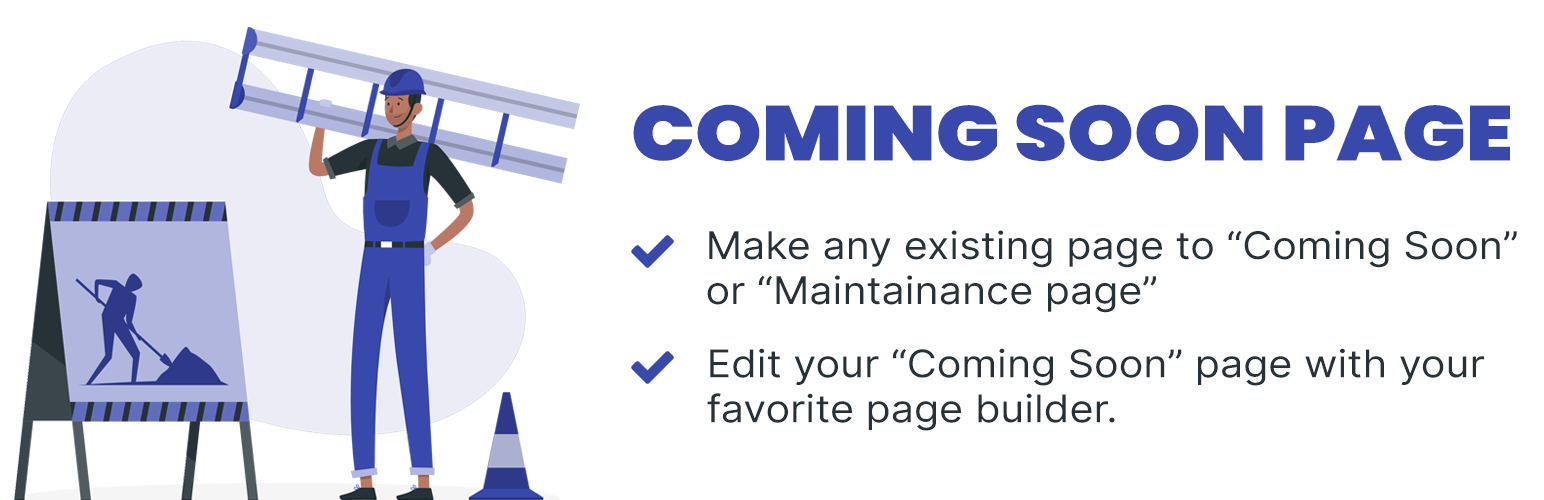 COMING SOON PAGE
Make any existing page to “Coming Soon”
or “Maintainance page”
Edit your “Coming Soon” page with your
favorite page builder.